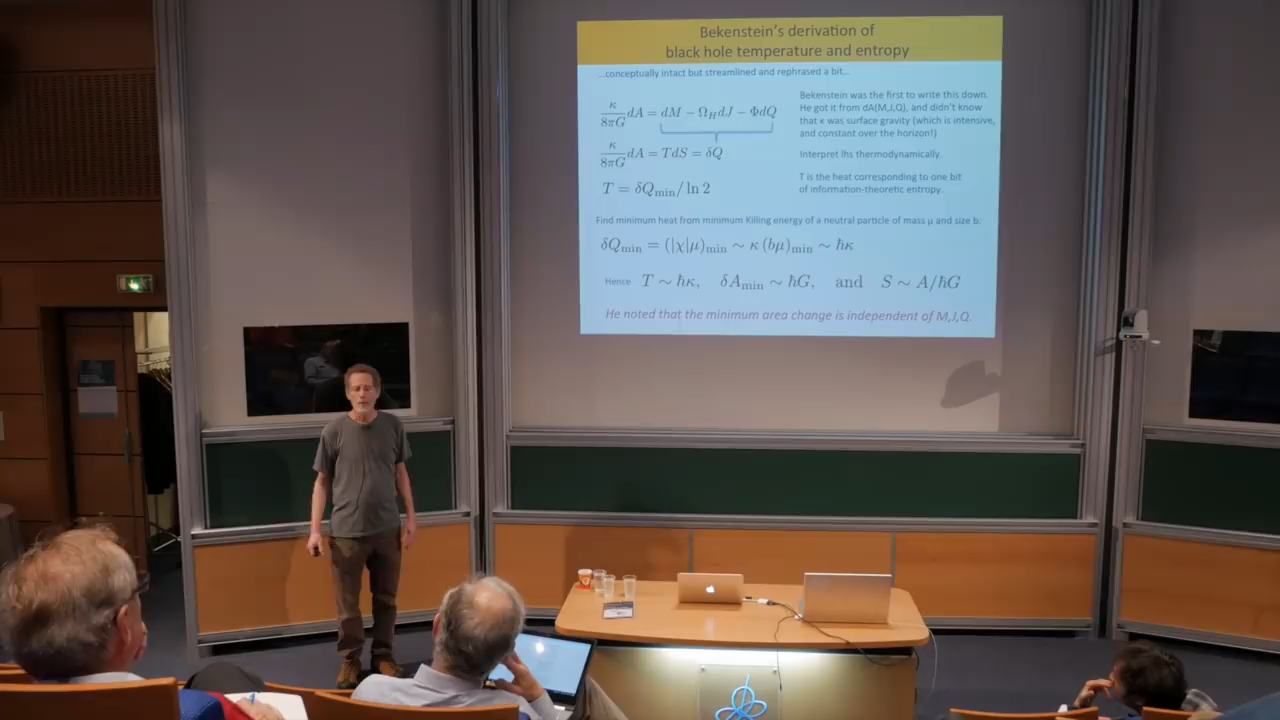 Bekenstein's derivation of
black hole temperature and entropy
...conceptually intact but streamlined and rephrased a bit...
κ/8πG dA = dM − Ω_H dJ − ΦdQ
Bekenstein was the first to write this down.
He got it from dA(M,J,Q), and didn't know
that κ was surface gravity (which is intensive,
and constant over the horizon!)
κ/8πG dA = TdS = δQ
Interpret lhs thermodynamically.
T = δQ_min/ ln 2
T is the heat corresponding to one bit
of information-theoretic entropy.
Find minimum heat from minimum Killing energy of a neutral particle of mass μ and size b:
δQ_min = (|χ|μ)_min ∼ κ (bμ)_min ∼ ħκ
Hence T ∼ ħκ, δA_min ∼ ħG, and S ∼ A/ħG
He noted that the minimum area change is independent of M,J,Q.